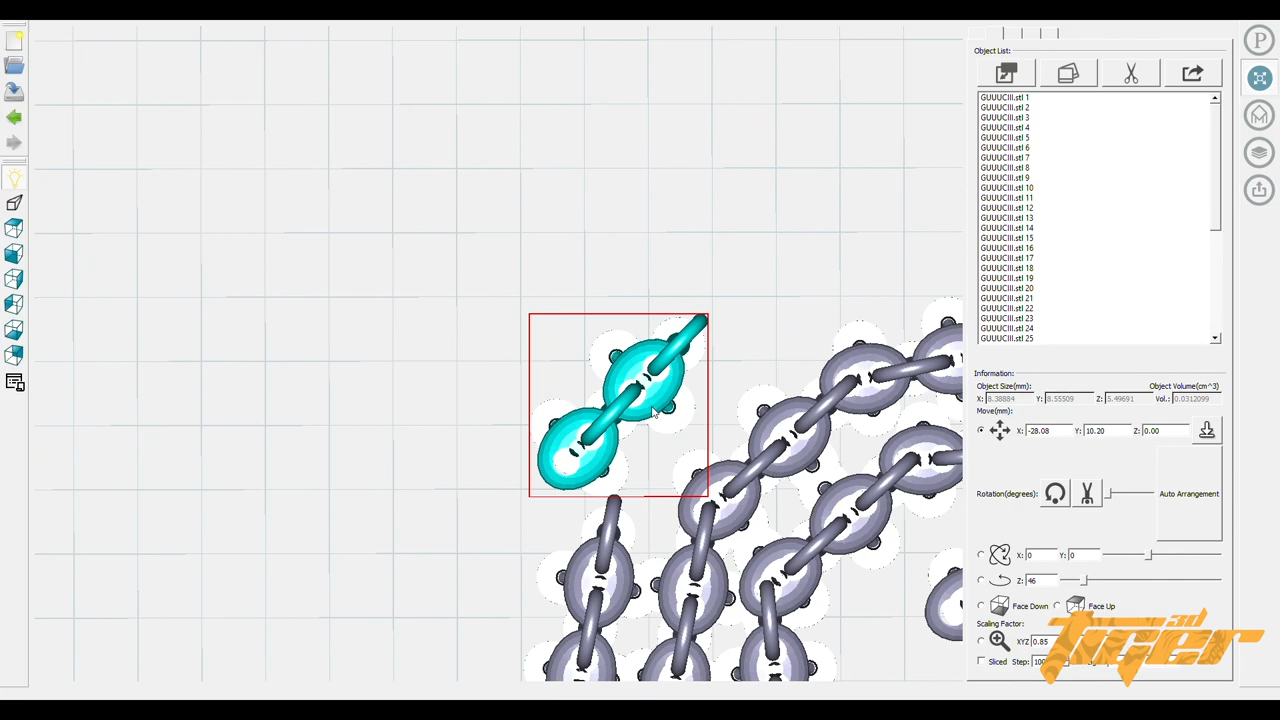 Object List:
GUUUCIII.stl 1
GUUUCIII.stl 2
GUUUCIII.stl 3
GUUUCIII.stl 4
GUUUCIII.stl 5
GUUUCIII.stl 6
GUUUCIII.stl 7
GUUUCIII.stl 8
GUUUCIII.stl 9
GUUUCIII.stl 10
GUUUCIII.stl 11
GUUUCIII.stl 12
GUUUCIII.stl 13
GUUUCIII.stl 14
GUUUCIII.stl 15
GUUUCIII.stl 16
GUUUCIII.stl 17
GUUUCIII.stl 18
GUUUCIII.stl 19
GUUUCIII.stl 20
GUUUCIII.stl 21
GUUUCIII.stl 22
GUUUCIII.stl 23
GUUUCIII.stl 24
GUUUCIII.stl 25
Information:
Object Size(mm): Object Volume(cm^3)
X: 8.38884 Y: 8.55509 Z: 5.49691 Vol.: 0.0312099
Move(mm):
X: -28.08 Y: 10.20 Z: 0.00
Rotation(degrees): Auto Arrangement
X: 0 Y: 0
Z: 46
Face Down Face Up
Scaling Factor:
XYZ 0.85
Sliced Step:
3d
Tiger
P